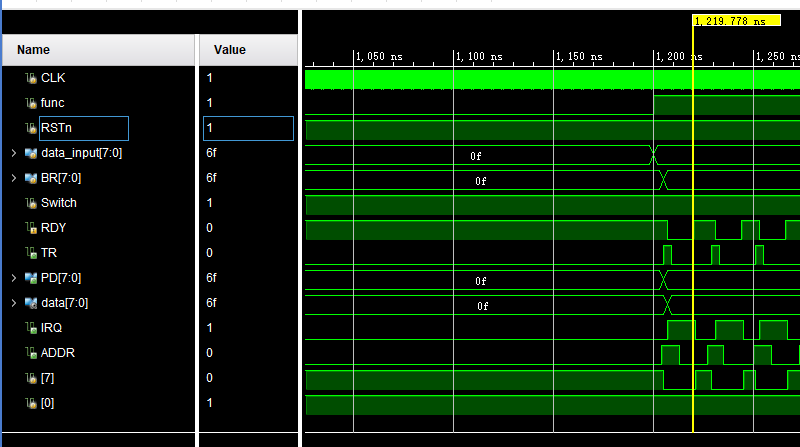 1,219.778 ns
Name Value
1,050 ns 1,100 ns 1,150 ns 1,200 ns 1,250 ns
CLK 1
func 1
RSTn 1
data_input[7:0] 6f 0f
BR[7:0] 6f 0f
Switch 1
RDY 0
TR 0
PD[7:0] 6f 0f
data[7:0] 6f 0f
IRQ 1
ADDR 0
[7] 0
[0] 1